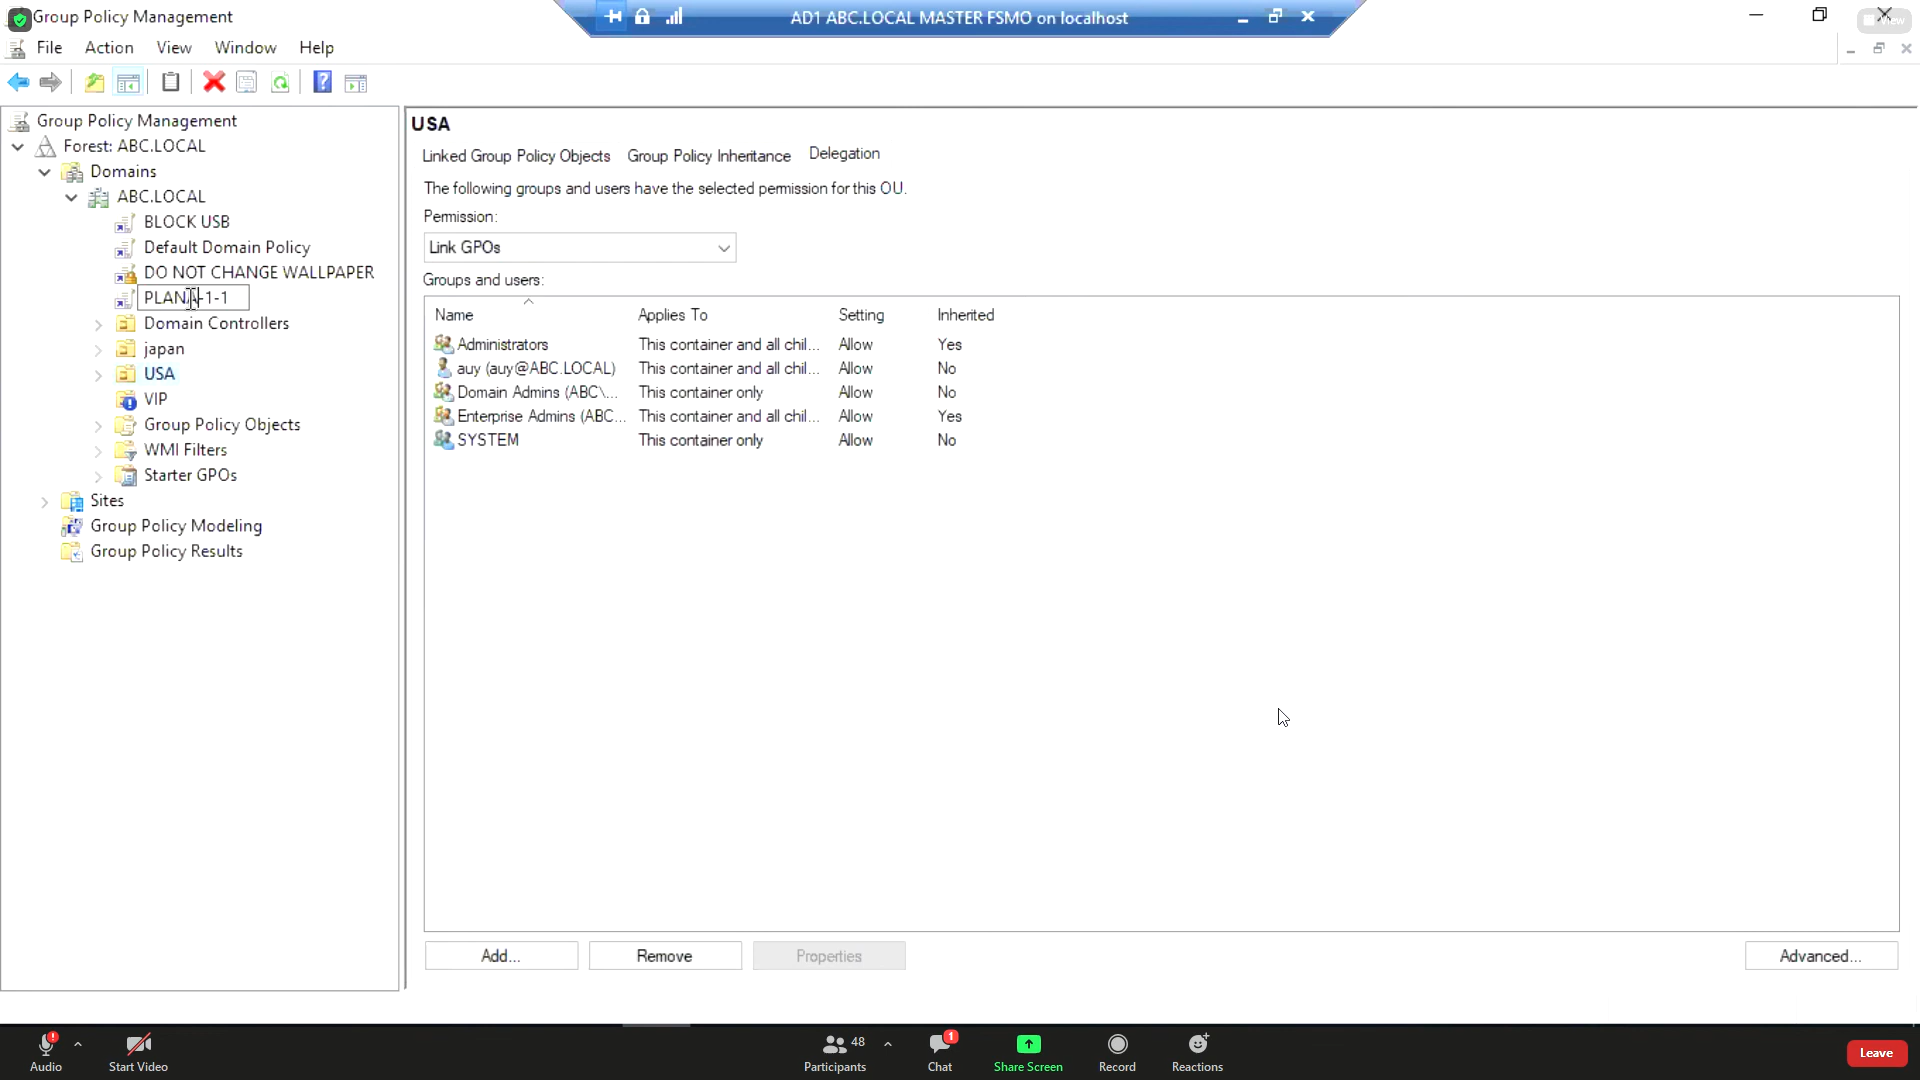 Group Policy Management
AD1 ABC.LOCAL MASTER FSMO on localhost
View
File Action View Window Help
Group Policy Management
Forest: ABC.LOCAL
Domains
ABC.LOCAL
BLOCK USB
Default Domain Policy
DO NOT CHANGE WALLPAPER
PLANA-1-1
Domain Controllers
japan
USA
VIP
Group Policy Objects
WMI Filters
Starter GPOs
Sites
Group Policy Modeling
Group Policy Results
USA
Linked Group Policy Objects Group Policy Inheritance Delegation
The following groups and users have the selected permission for this OU.
Permission:
Link GPOs
Groups and users:
Name Applies To Setting Inherited
Administrators This container and all chil... Allow Yes
auy (auy@ABC.LOCAL) This container and all chil... Allow No
Domain Admins (ABC\... This container only Allow No
Enterprise Admins (ABC... This container and all chil... Allow Yes
SYSTEM This container only Allow No
Add... Remove Properties Advanced...
48
1
Audio Start Video Participants Chat Share Screen Record Reactions Leave